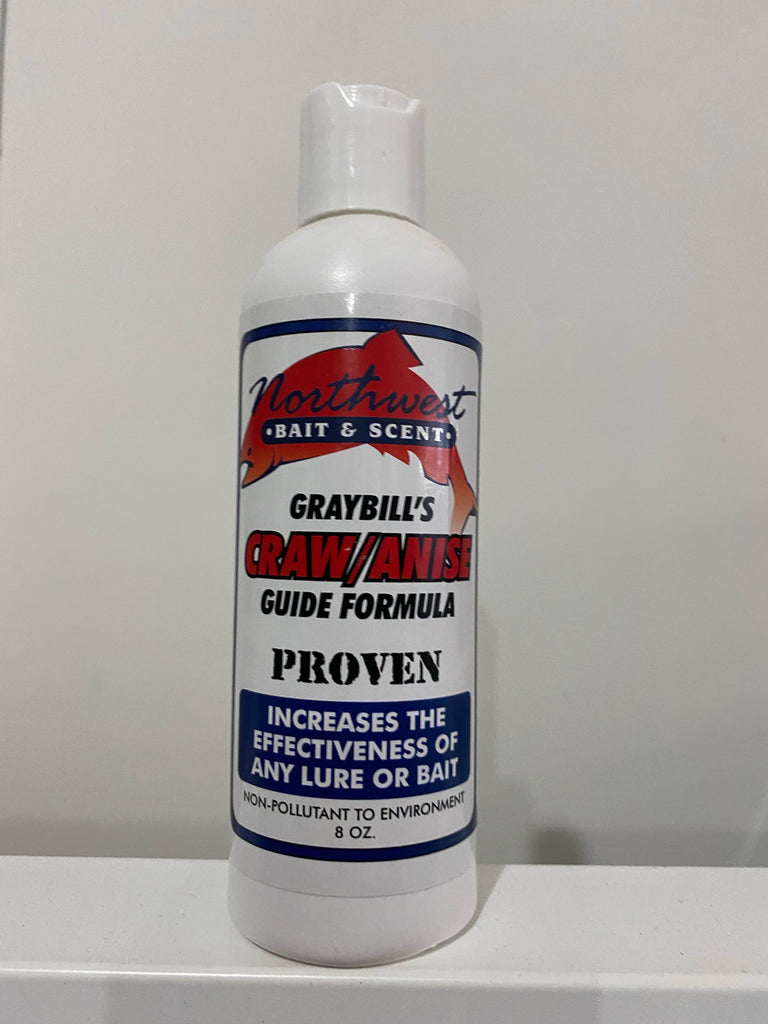 Northwest
•BAIT & SCENT•
GRAYBILL'S
CRAW/ANISE
GUIDE FORMULA
PROVEN
INCREASES THE
EFFECTIVENESS OF
ANY LURE OR BAIT
NON-POLLUTANT TO ENVIRONMENT
8 OZ.